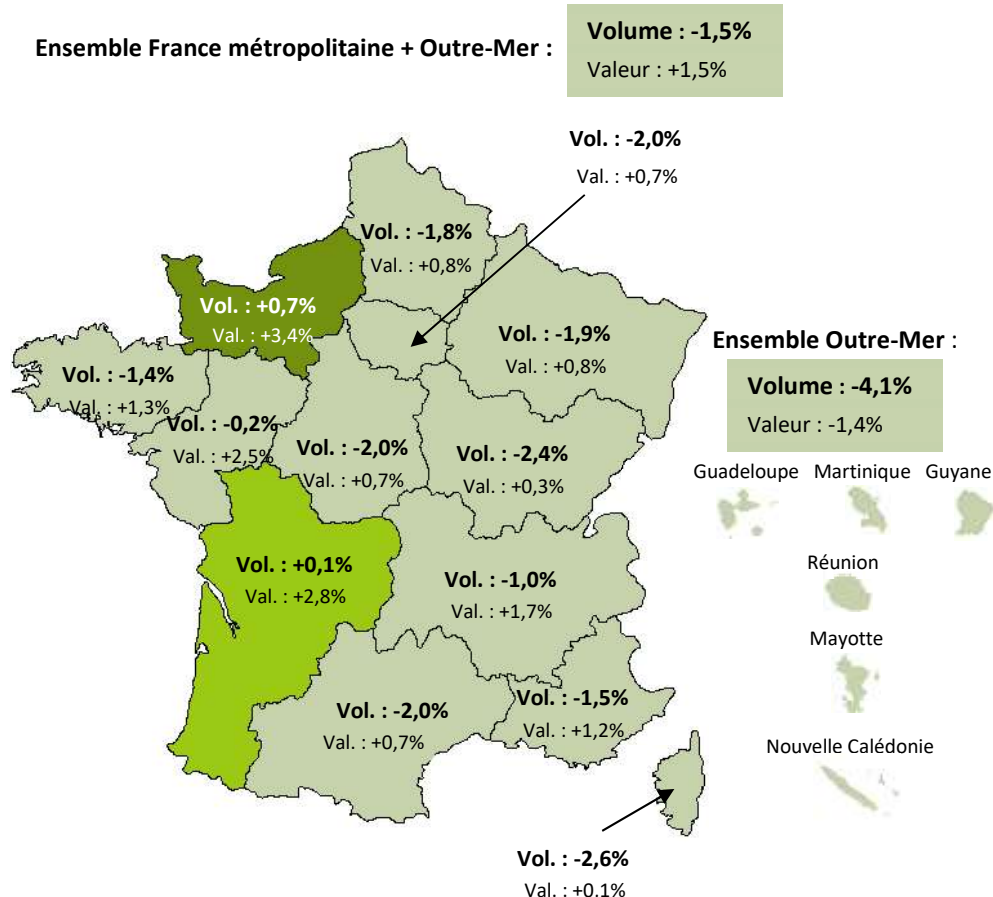 Ensemble France métropolitaine + Outre-Mer :
Volume : -1,5%
Valeur : +1,5%
Vol. : -2,0%
Val. : +0,7%
Vol. : -1,8%
Val. : +0,8%
Vol. : +0,7%
Val. : +3,4%
Vol. : -1,9%
Val. : +0,8%
Ensemble Outre-Mer :
Volume : -4,1%
Valeur : -1,4%
Vol. : -1,4%
Val. : +1,3%
Vol. : -0,2%
Val. : +2,5%
Vol. : -2,0%
Val. : +0,7%
Vol. : -2,4%
Val. : +0,3%
Guadeloupe Martinique Guyane
Vol. : +0,1%
Val. : +2,8%
Vol. : -1,0%
Val. : +1,7%
Réunion
Mayotte
Vol. : -2,0%
Val. : +0,7%
Vol. : -1,5%
Val. : +1,2%
Nouvelle Calédonie
Vol. : -2,6%
Val. : +0,1%